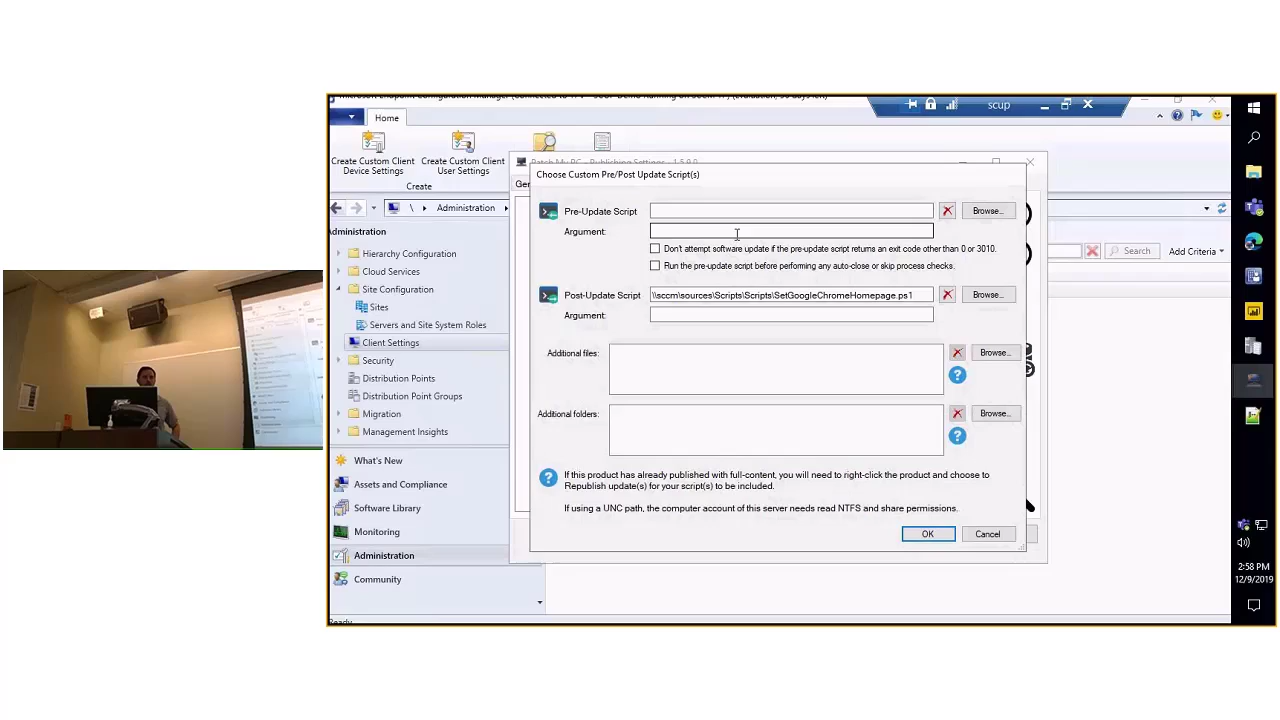 scup
Home
Create Custom Client
Device Settings
Create Custom Client
User Settings
Create
Patch My PC - Publishing Settings - 1.5.9.0
Gen
\ Administration
Administration
Hierarchy Configuration
Cloud Services
Site Configuration
Sites
Servers and Site System Roles
Client Settings
Security
Distribution Points
Distribution Point Groups
Migration
Management Insights
What's New
Assets and Compliance
Software Library
Monitoring
Administration
Community
Ready
Search
Add Criteria
Choose Custom Pre/Post Update Script(s)
Pre-Update Script
Browse...
Argument:
Don't attempt software update if the pre-update script returns an exit code other than 0 or 3010.
Run the pre-update script before performing any auto-close or skip process checks.
Post-Update Script
\\sccm\sources\Scripts\Scripts\SetGoogleChromeHomepage.ps1
Browse...
Argument:
Additional files:
Browse...
Additional folders:
Browse...
If this product has already published with full-content, you will need to right-click the product and choose to
Republish update(s) for your script(s) to be included.
If using a UNC path, the computer account of this server needs read NTFS and share permissions.
OK
Cancel
2:58 PM
12/9/2019